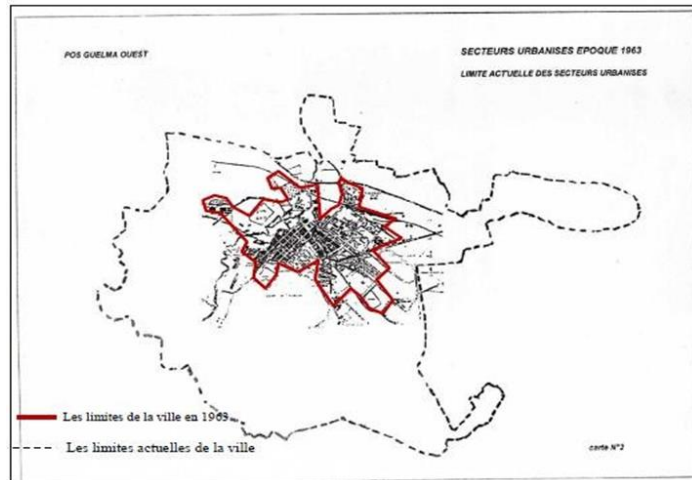 POS GUELMA OUEST
SECTEURS URBANISES EPOQUE 1963
LIMITE ACTUELLE DES SECTEURS URBANISES
Les limites de la ville en 1963
Les limites actuelles de la ville
carte N°2